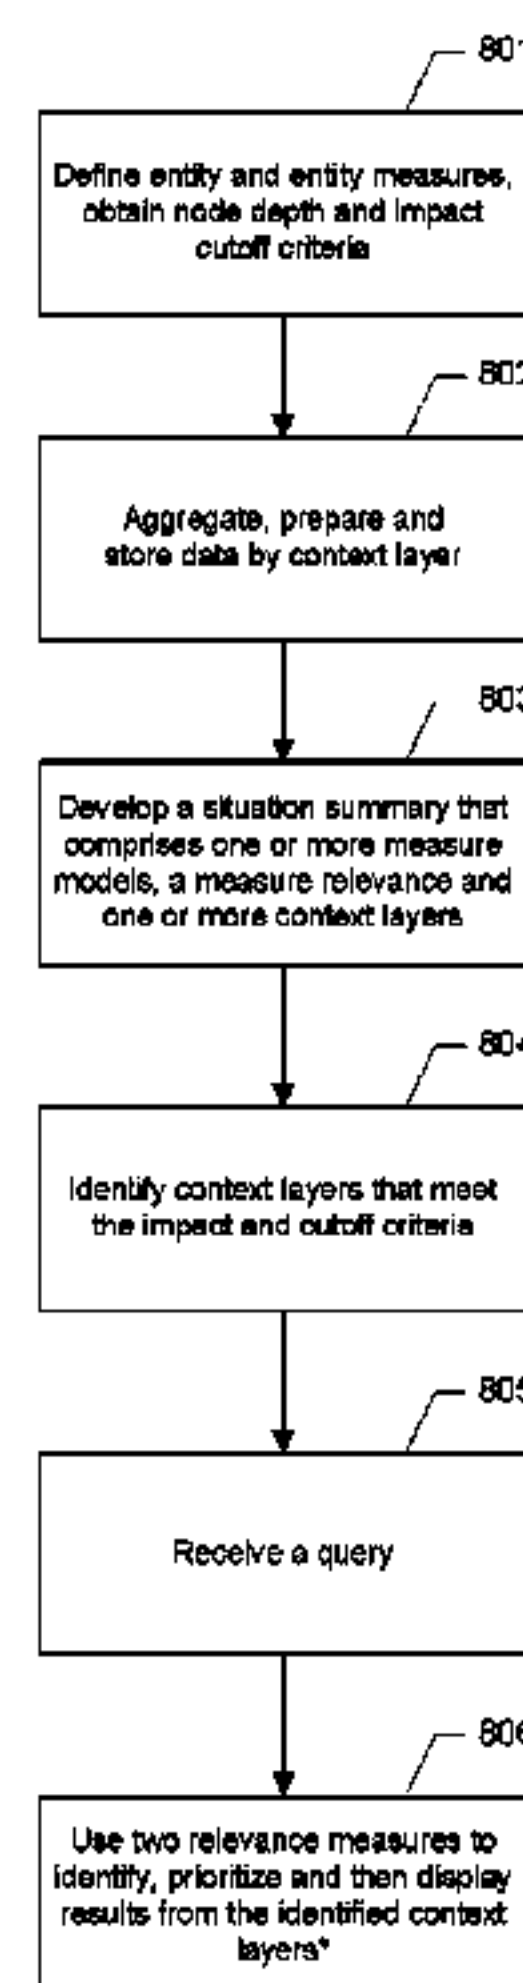 801
Define entity and entity measures,
obtain node depth and impact
cutoff criteria
802
Aggregate, prepare and
store data by context layer
803
Develop a situation summary that
comprises one or more measure
models, a measure relevance and
one or more context layers
804
Identify context layers that meet
the impact and cutoff criteria
805
Receive a query
806
Use two relevance measures to
identify, prioritize and then display
results from the identified context
layers*